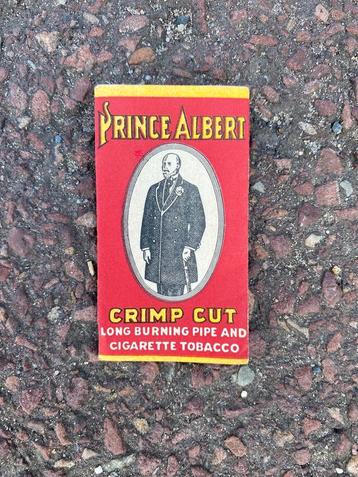 PRINCE ALBERT
CRIMP CUT
LONG BURNING PIPE AND
CIGARETTE TOBACCO